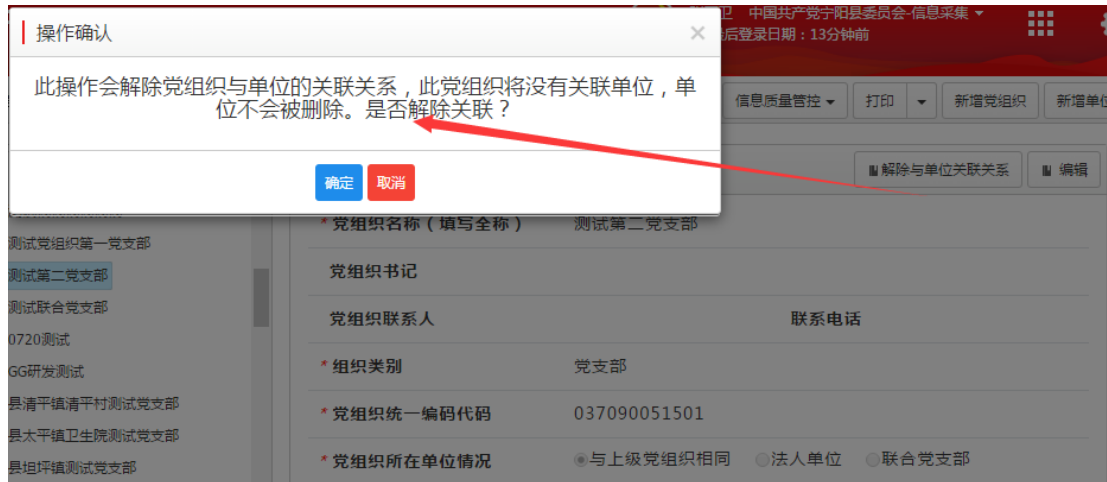 卫 中国共产党宁阳县委员会-信息采集
后登录日期：13分钟前
操作确认
×
此操作会解除党组织与单位的关联关系，此党组织将没有关联单位，单
位不会被删除。是否解除关联？
确定 取消
信息质量管控 打印 新增党组织 新增单位
解除与单位关联关系 编辑
测试党组织第一党支部
测试第二党支部
测试联合党支部
0720测试
GG研发测试
县清平镇清平村测试党支部
县太平镇卫生院测试党支部
县坦坪镇测试党支部
*党组织名称（填写全称） 测试第二党支部
党组织书记
党组织联系人 联系电话
*组织类别 党支部
*党组织统一编码代码 037090051501
*党组织所在单位情况 与上级党组织相同 法人单位 联合党支部